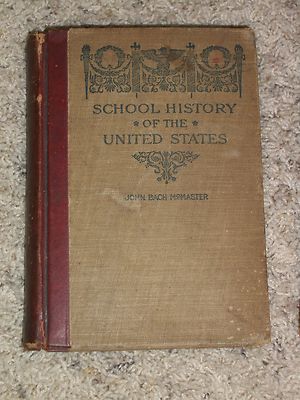 SCHOOL HISTORY
OF THE
UNITED STATES
JOHN BACH McMASTER